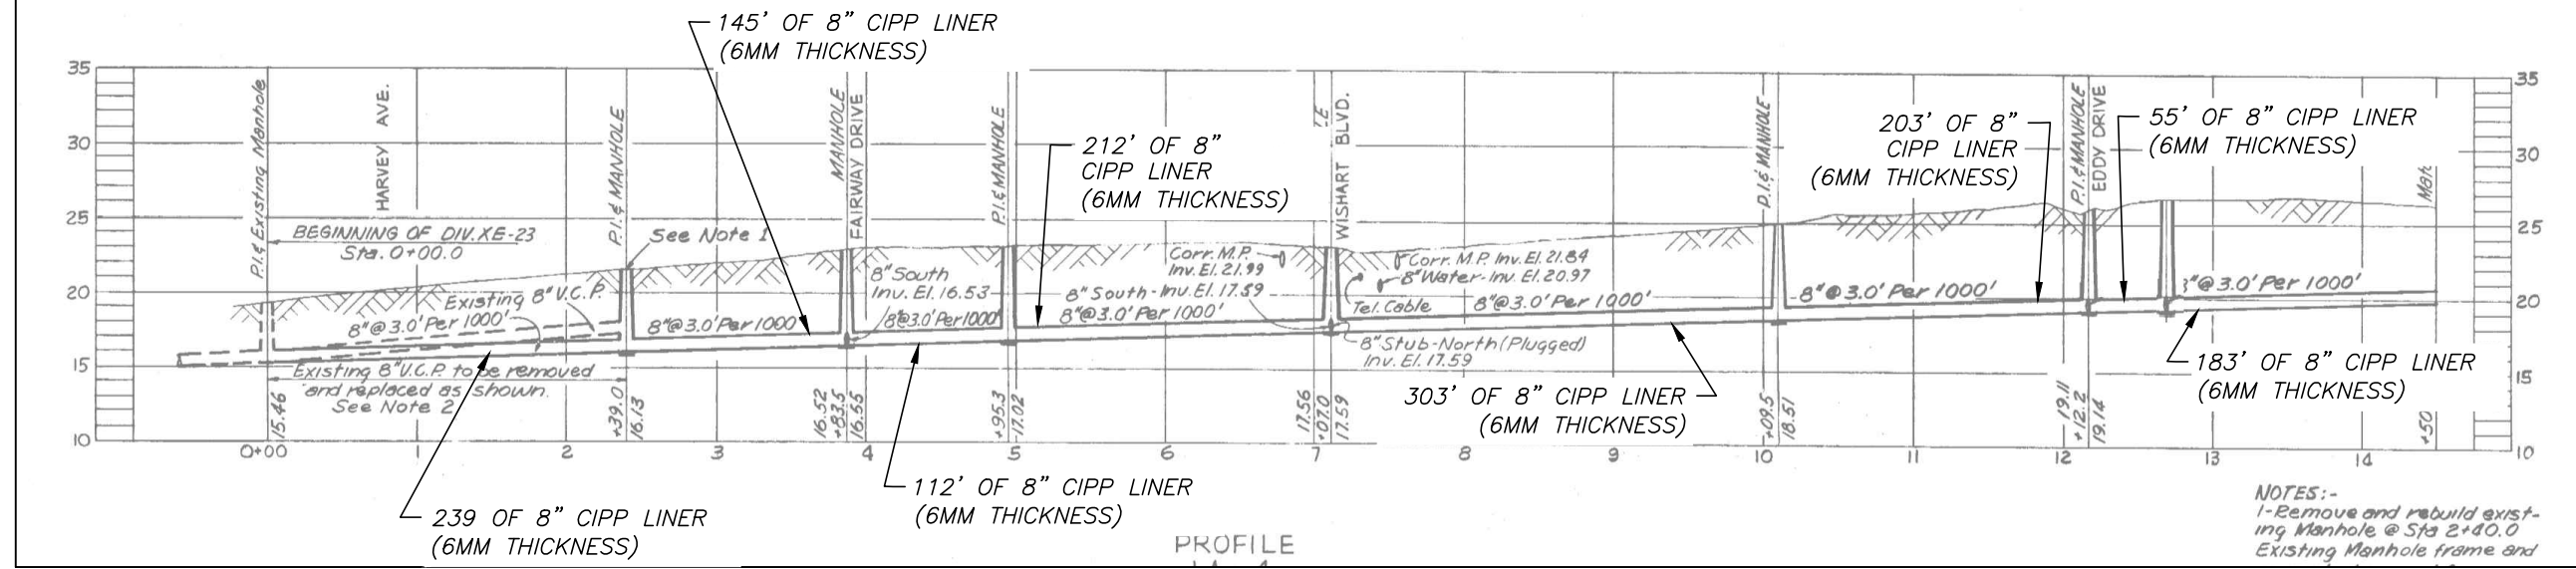 145' OF 8" CIPP LINER
(6MM THICKNESS)
35
30
25
20
15
10
P.I. & Existing Manhole
HARVEY AVE.
BEGINNING OF DIV. XE-23
Sta. 0+00.0
P.I. & MANHOLE
See Note 1
Existing 8" V.C.P.
8"@3.0' Per 1000'
Existing 8" V.C.P. to be removed
and replaced as shown.
See Note 2
15.46
+39.0
16.13
8"@3.0' Per 1000'
MANHOLE
FAIRWAY DRIVE
8" South
Inv. El. 16.53
8"@3.0' Per 1000'
16.52
+83.5
16.55
P.I. & MANHOLE
212' OF 8"
CIPP LINER
(6MM THICKNESS)
8" South-Inv. El. 17.59
8"@3.0' Per 1000'
+95.3
17.02
Corr. M.P.
Inv. El. 21.99
WISHART BLVD.
Corr. M.P. Inv. El. 21.84
8" Water-Inv. El. 20.97
Tel. Cable
8"@3.0' Per 1000'
8" Stub-North (Plugged)
Inv. El. 17.59
17.56
+07.0
17.59
P.I. & MANHOLE
+09.5
18.51
8"@3.0' Per 1000'
203' OF 8"
CIPP LINER
(6MM THICKNESS)
P.I. & MANHOLE
EDDY DRIVE
19.11
+12.2
19.14
55' OF 8" CIPP LINER
(6MM THICKNESS)
"@3.0' Per 1000'
Man.
+50
35
30
25
20
15
10
0+00
1
2
3
4
5
6
7
8
9
10
11
12
13
14
239 OF 8" CIPP LINER
(6MM THICKNESS)
112' OF 8" CIPP LINER
(6MM THICKNESS)
303' OF 8" CIPP LINER
(6MM THICKNESS)
183' OF 8" CIPP LINER
(6MM THICKNESS)
PROFILE
NOTES:-
1-Remove and rebuild exist-
ing Manhole @ Sta 2+40.0
Existing Manhole frame and